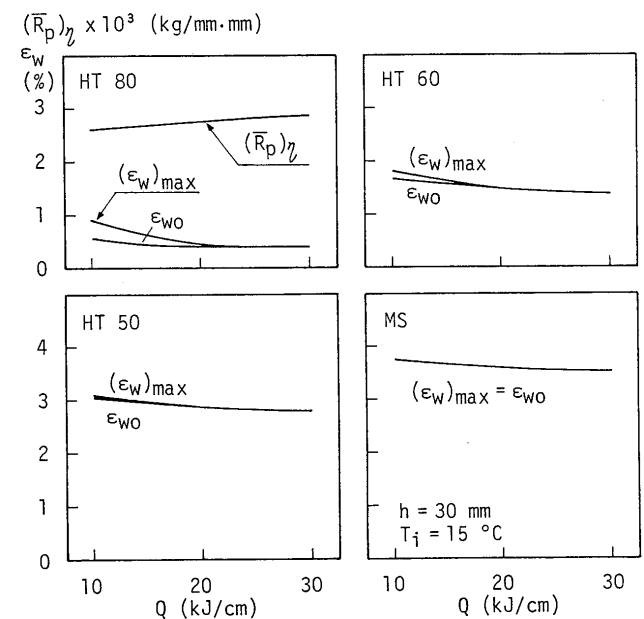 (R̅p)η x10³ (kg/mm·mm)
εw
(%)
HT 80
HT 60
3
2
1
0
(R̅p)η
(εw)max
εwo
(εw)max
εwo
HT 50
MS
4
3
2
1
0
(εw)max
εwo
(εw)max = εwo
h = 30 mm
Ti = 15 °C
10 20 30
10 20 30
Q (kJ/cm)
Q (kJ/cm)